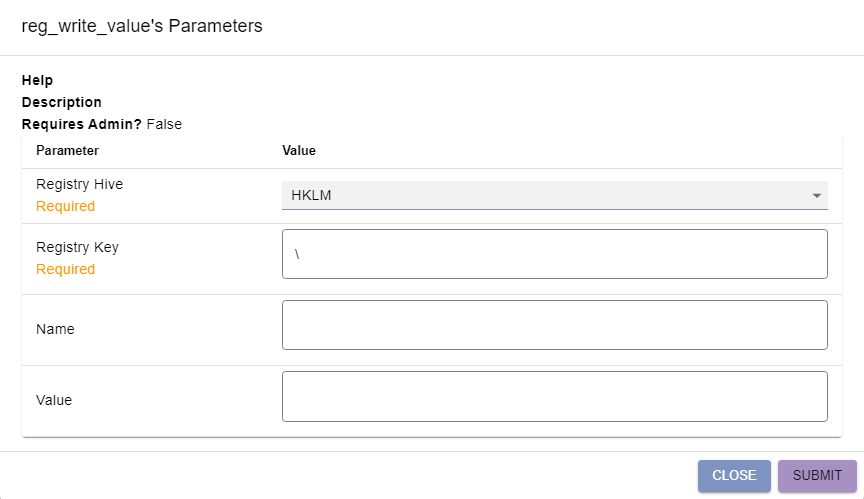 reg_write_value's Parameters
Help
Description
Requires Admin? False
Parameter Value
Registry Hive
Required
HKLM
Registry Key
Required
\
Name
Value
CLOSE SUBMIT